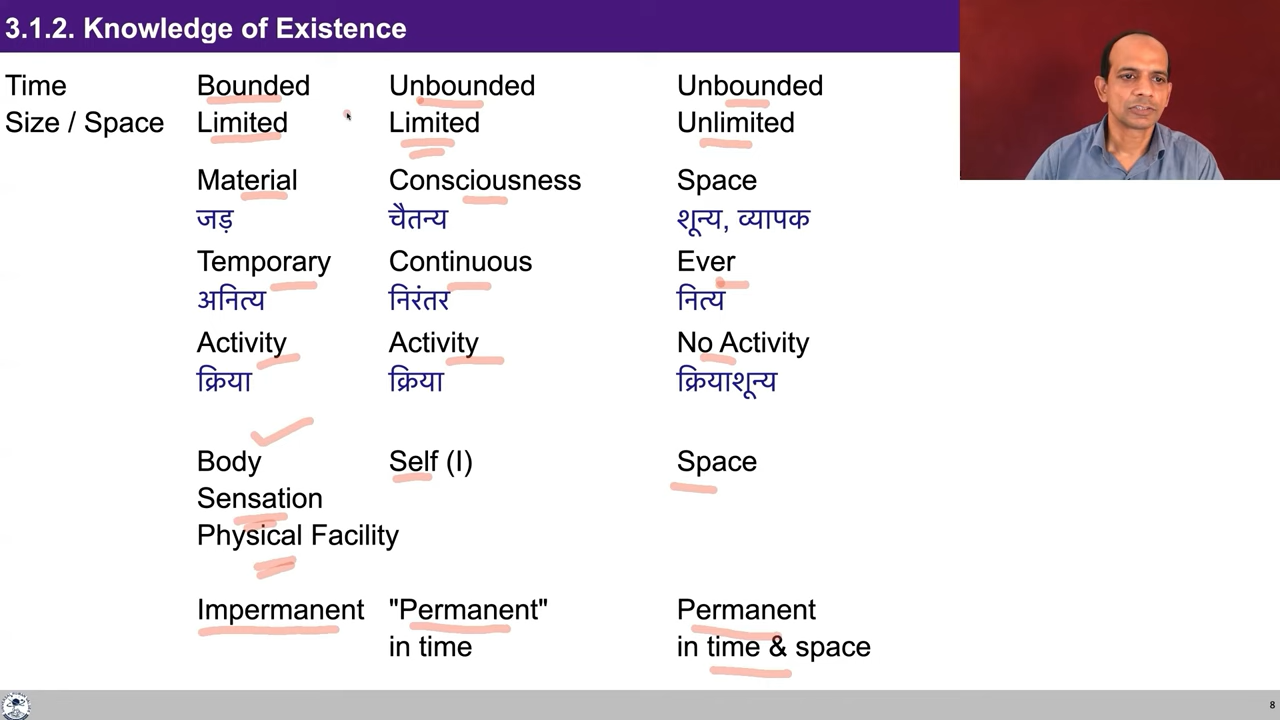 3.1.2. Knowledge of Existence
Time Bounded Unbounded Unbounded
Size / Space Limited Limited Unlimited
Material Consciousness Space
जड़ चैतन्य शून्य, व्यापक
Temporary Continuous Ever
अनित्य निरंतर नित्य
Activity Activity No Activity
क्रिया क्रिया क्रियाशून्य
Body Self (I) Space
Sensation
Physical Facility
Impermanent "Permanent" Permanent
in time in time & space
8